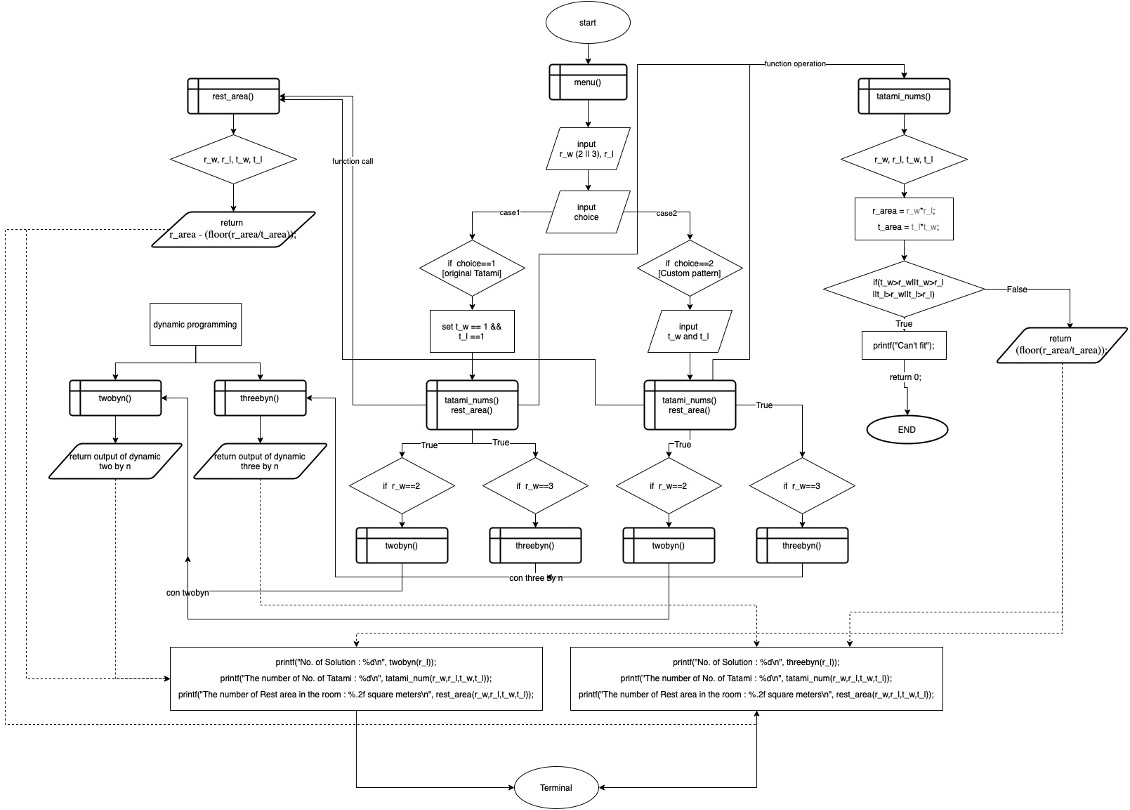 start
function operation
menu()
rest_area()
tatami_nums()
input
r_w (2 || 3), r_l
r_w, r_l, t_w, t_l
function call
r_w, r_l, t_w, t_l
input
choice
case1
case2
return
r_area - (floor(r_area/t_area));
r_area = r_w*r_l;
t_area = t_l*t_w;
if choice==1
[original Tatami]
if choice==2
[Custom pattern]
if(t_w>r_w||t_w>r_l
||t_l>r_w||t_l>r_l)
False
True
dynamic programming
set t_w == 1 &&
t_l ==1
input
t_w and t_l
printf("Can't fit");
return
(floor(r_area/t_area));
return 0;
twobyn()
threebyn()
tatami_nums()
rest_area()
tatami_nums()
rest_area()
True
END
True
True
True
return output of dynamic
two by n
return output of dynamic
three by n
if r_w==2
if r_w==3
if r_w==2
if r_w==3
twobyn()
threebyn()
twobyn()
threebyn()
con three by n
con twobyn
printf("No. of Solution : %d\n", twobyn(r_l));
printf("The number of No. of Tatami : %d\n", tatami_num(r_w,r_l,t_w,t_l));
printf("The number of Rest area in the room : %.2f square meters\n", rest_area(r_w,r_l,t_w,t_l));
printf("No. of Solution : %d\n", threebyn(r_l));
printf("The number of No. of Tatami : %d\n", tatami_num(r_w,r_l,t_w,t_l));
printf("The number of Rest area in the room : %.2f square meters\n", rest_area(r_w,r_l,t_w,t_l));
Terminal